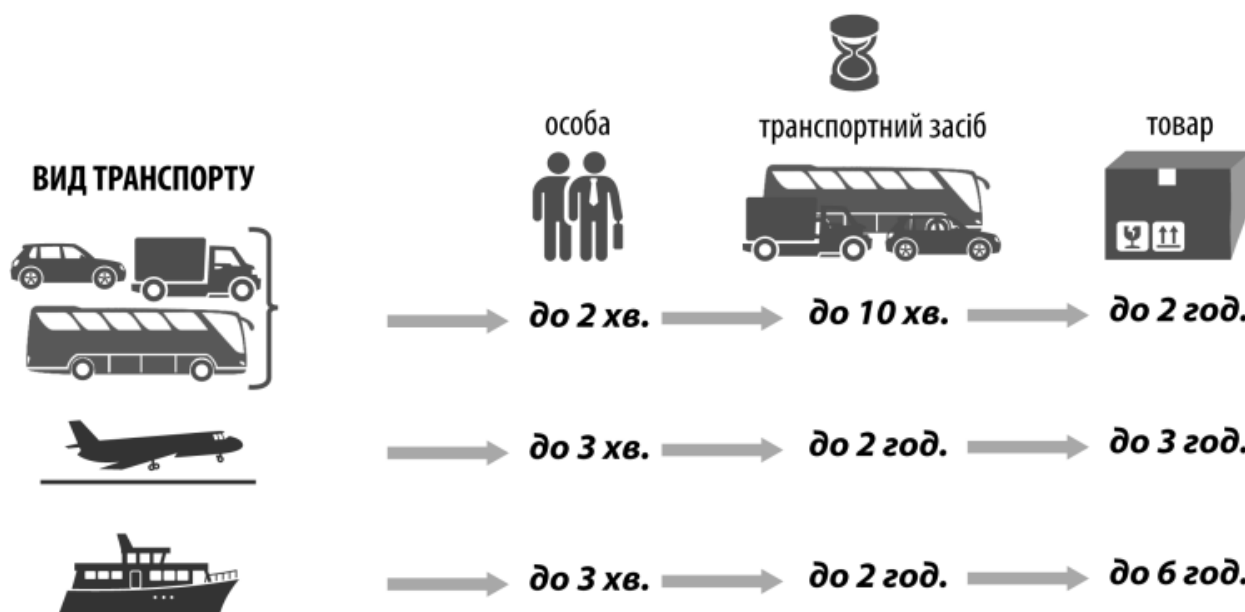 особа
транспортний засіб
товар
ВИД ТРАНСПОРТУ
до 2 хв.
до 10 хв.
до 2 год.
до 3 хв.
до 2 год.
до 3 год.
до 3 хв.
до 2 год.
до 6 год.